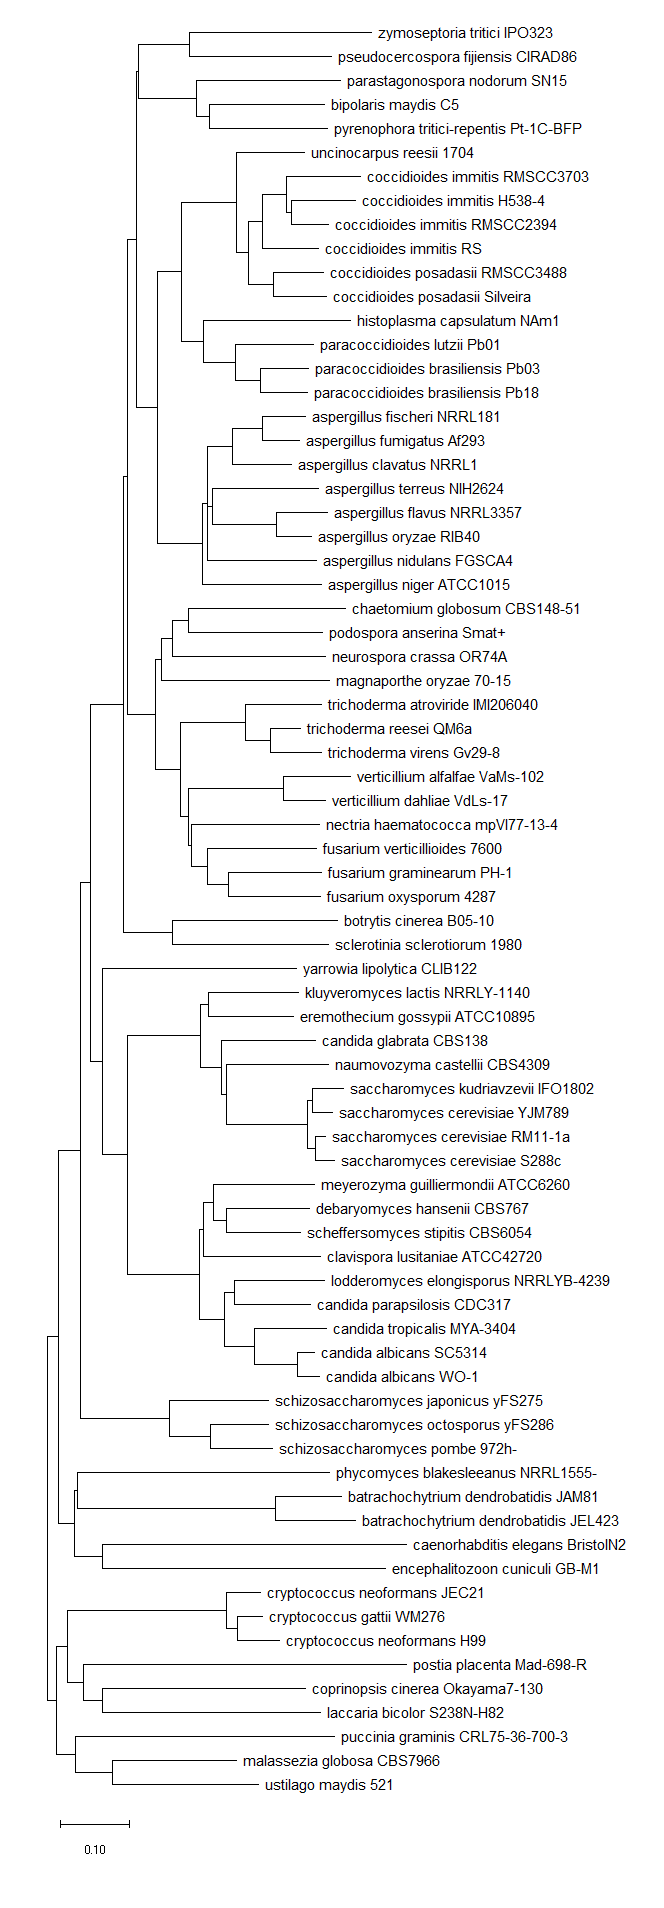 zymoseptoria tritici IPO323
pseudocercospora fijiensis CIRAD86
parastagonospora nodorum SN15
bipolaris maydis C5
pyrenophora tritici-repentis Pt-1C-BFP
uncinocarpus reesii 1704
coccidioides immitis RMSCC3703
coccidioides immitis H538-4
coccidioides immitis RMSCC2394
coccidioides immitis RS
coccidioides posadasii RMSCC3488
coccidioides posadasii Silveira
histoplasma capsulatum NAm1
paracoccidioides lutzii Pb01
paracoccidioides brasiliensis Pb03
paracoccidioides brasiliensis Pb18
aspergillus fischeri NRRL181
aspergillus fumigatus Af293
aspergillus clavatus NRRL1
aspergillus terreus NIH2624
aspergillus flavus NRRL3357
aspergillus oryzae RIB40
aspergillus nidulans FGSCA4
aspergillus niger ATCC1015
chaetomium globosum CBS148-51
podospora anserina Smat+
neurospora crassa OR74A
magnaporthe oryzae 70-15
trichoderma atroviride IMI206040
trichoderma reesei QM6a
trichoderma virens Gv29-8
verticillium alfalfae VaMs-102
verticillium dahliae VdLs-17
nectria haematococca mpVI77-13-4
fusarium verticillioides 7600
fusarium graminearum PH-1
fusarium oxysporum 4287
botrytis cinerea B05-10
sclerotinia sclerotiorum 1980
yarrowia lipolytica CLIB122
kluyveromyces lactis NRRLY-1140
eremothecium gossypii ATCC10895
candida glabrata CBS138
naumovozyma castellii CBS4309
saccharomyces kudriavzevii IFO1802
saccharomyces cerevisiae YJM789
saccharomyces cerevisiae RM11-1a
saccharomyces cerevisiae S288c
meyerozyma guilliermondii ATCC6260
debaryomyces hansenii CBS767
scheffersomyces stipitis CBS6054
clavispora lusitaniae ATCC42720
lodderomyces elongisporus NRRLYB-4239
candida parapsilosis CDC317
candida tropicalis MYA-3404
candida albicans SC5314
candida albicans WO-1
schizosaccharomyces japonicus yFS275
schizosaccharomyces octosporus yFS286
schizosaccharomyces pombe 972h-
phycomyces blakesleeanus NRRL1555-
batrachochytrium dendrobatidis JAM81
batrachochytrium dendrobatidis JEL423
caenorhabditis elegans BristolN2
encephalitozoon cuniculi GB-M1
cryptococcus neoformans JEC21
cryptococcus gattii WM276
cryptococcus neoformans H99
postia placenta Mad-698-R
coprinopsis cinerea Okayama7-130
laccaria bicolor S238N-H82
puccinia graminis CRL75-36-700-3
malassezia globosa CBS7966
ustilago maydis 521
0.10